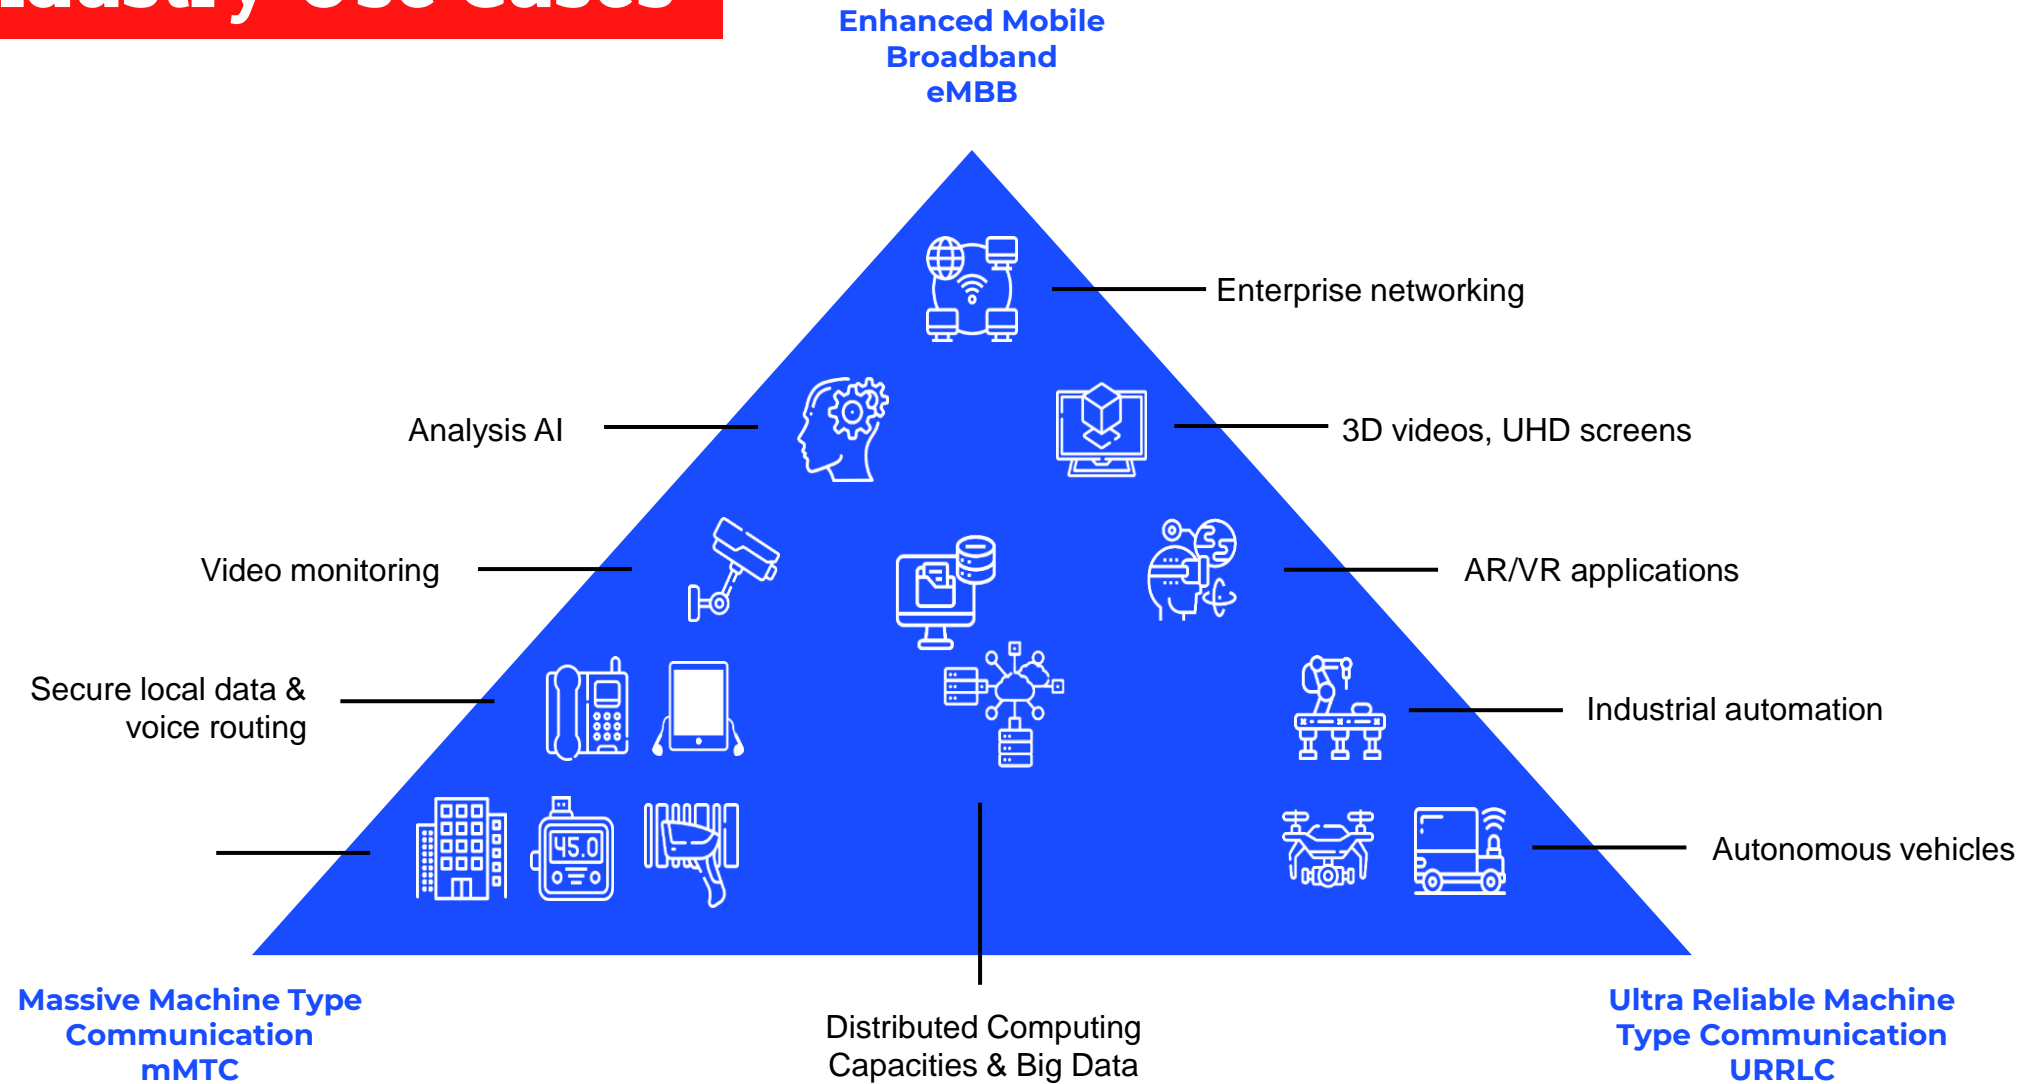 Use Cases
Enhanced Mobile
Broadband
eMBB
Enterprise networking
Analysis AI
3D videos, UHD screens
Video monitoring
AR/VR applications
Secure local data &
voice routing
Industrial automation
45.0
Autonomous vehicles
Massive Machine Type
Communication
mMTC
Distributed Computing
Capacities & Big Data
Ultra Reliable Machine
Type Communication
URRLC